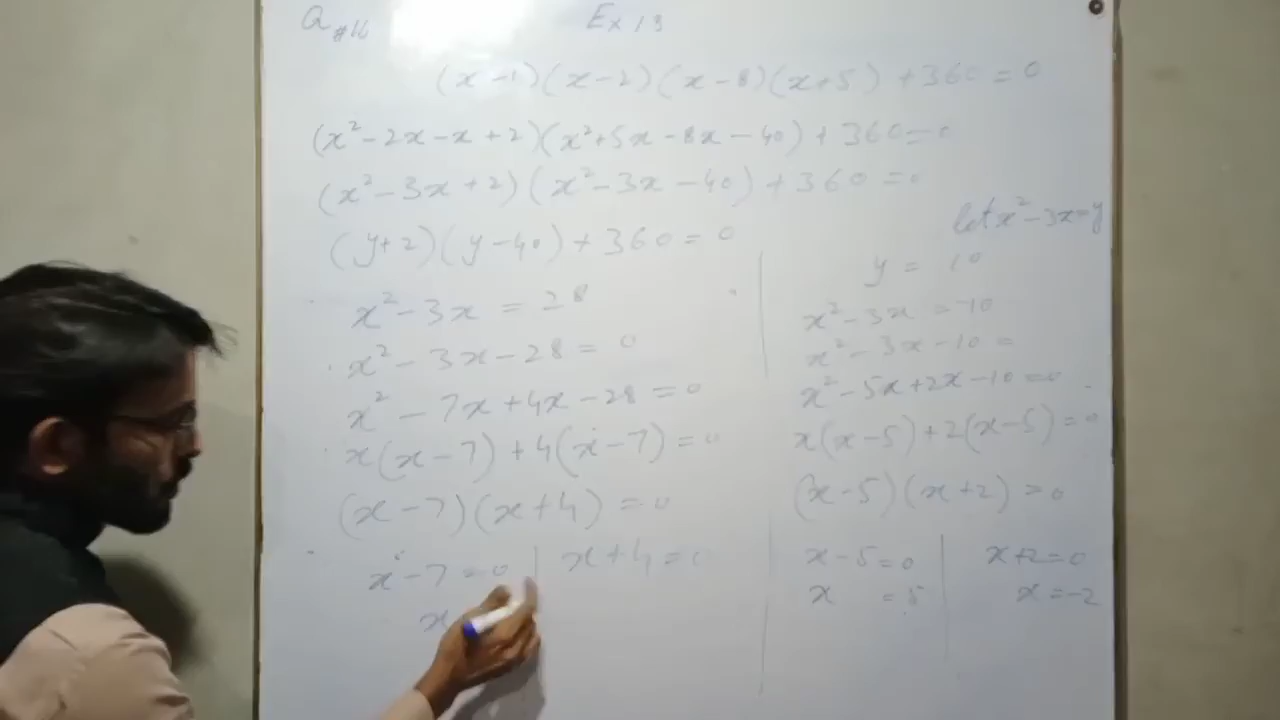 Q#16 Ex 13
(x-1)(x-2)(x-8)(x+5)+360=0
(x²-2x-x+2)(x²+5x-8x-40)+360=0
(x²-3x+2)(x²-3x-40)+360=0
let x²-3x=y
(y+2)(y-40)+360=0
x²-3x=28
x²-3x-28=0
x²-7x+4x-28=0
x(x-7)+4(x-7)=0
(x-7)(x+4)=0
x-7=0 | x+4=0
x
y=10
x²-3x=10
x²-3x-10=
x²-5x+2x-10=0
x(x-5)+2(x-5)=0
(x-5)(x+2)=0
x-5=0 | x+2=0
x=5 | x=-2